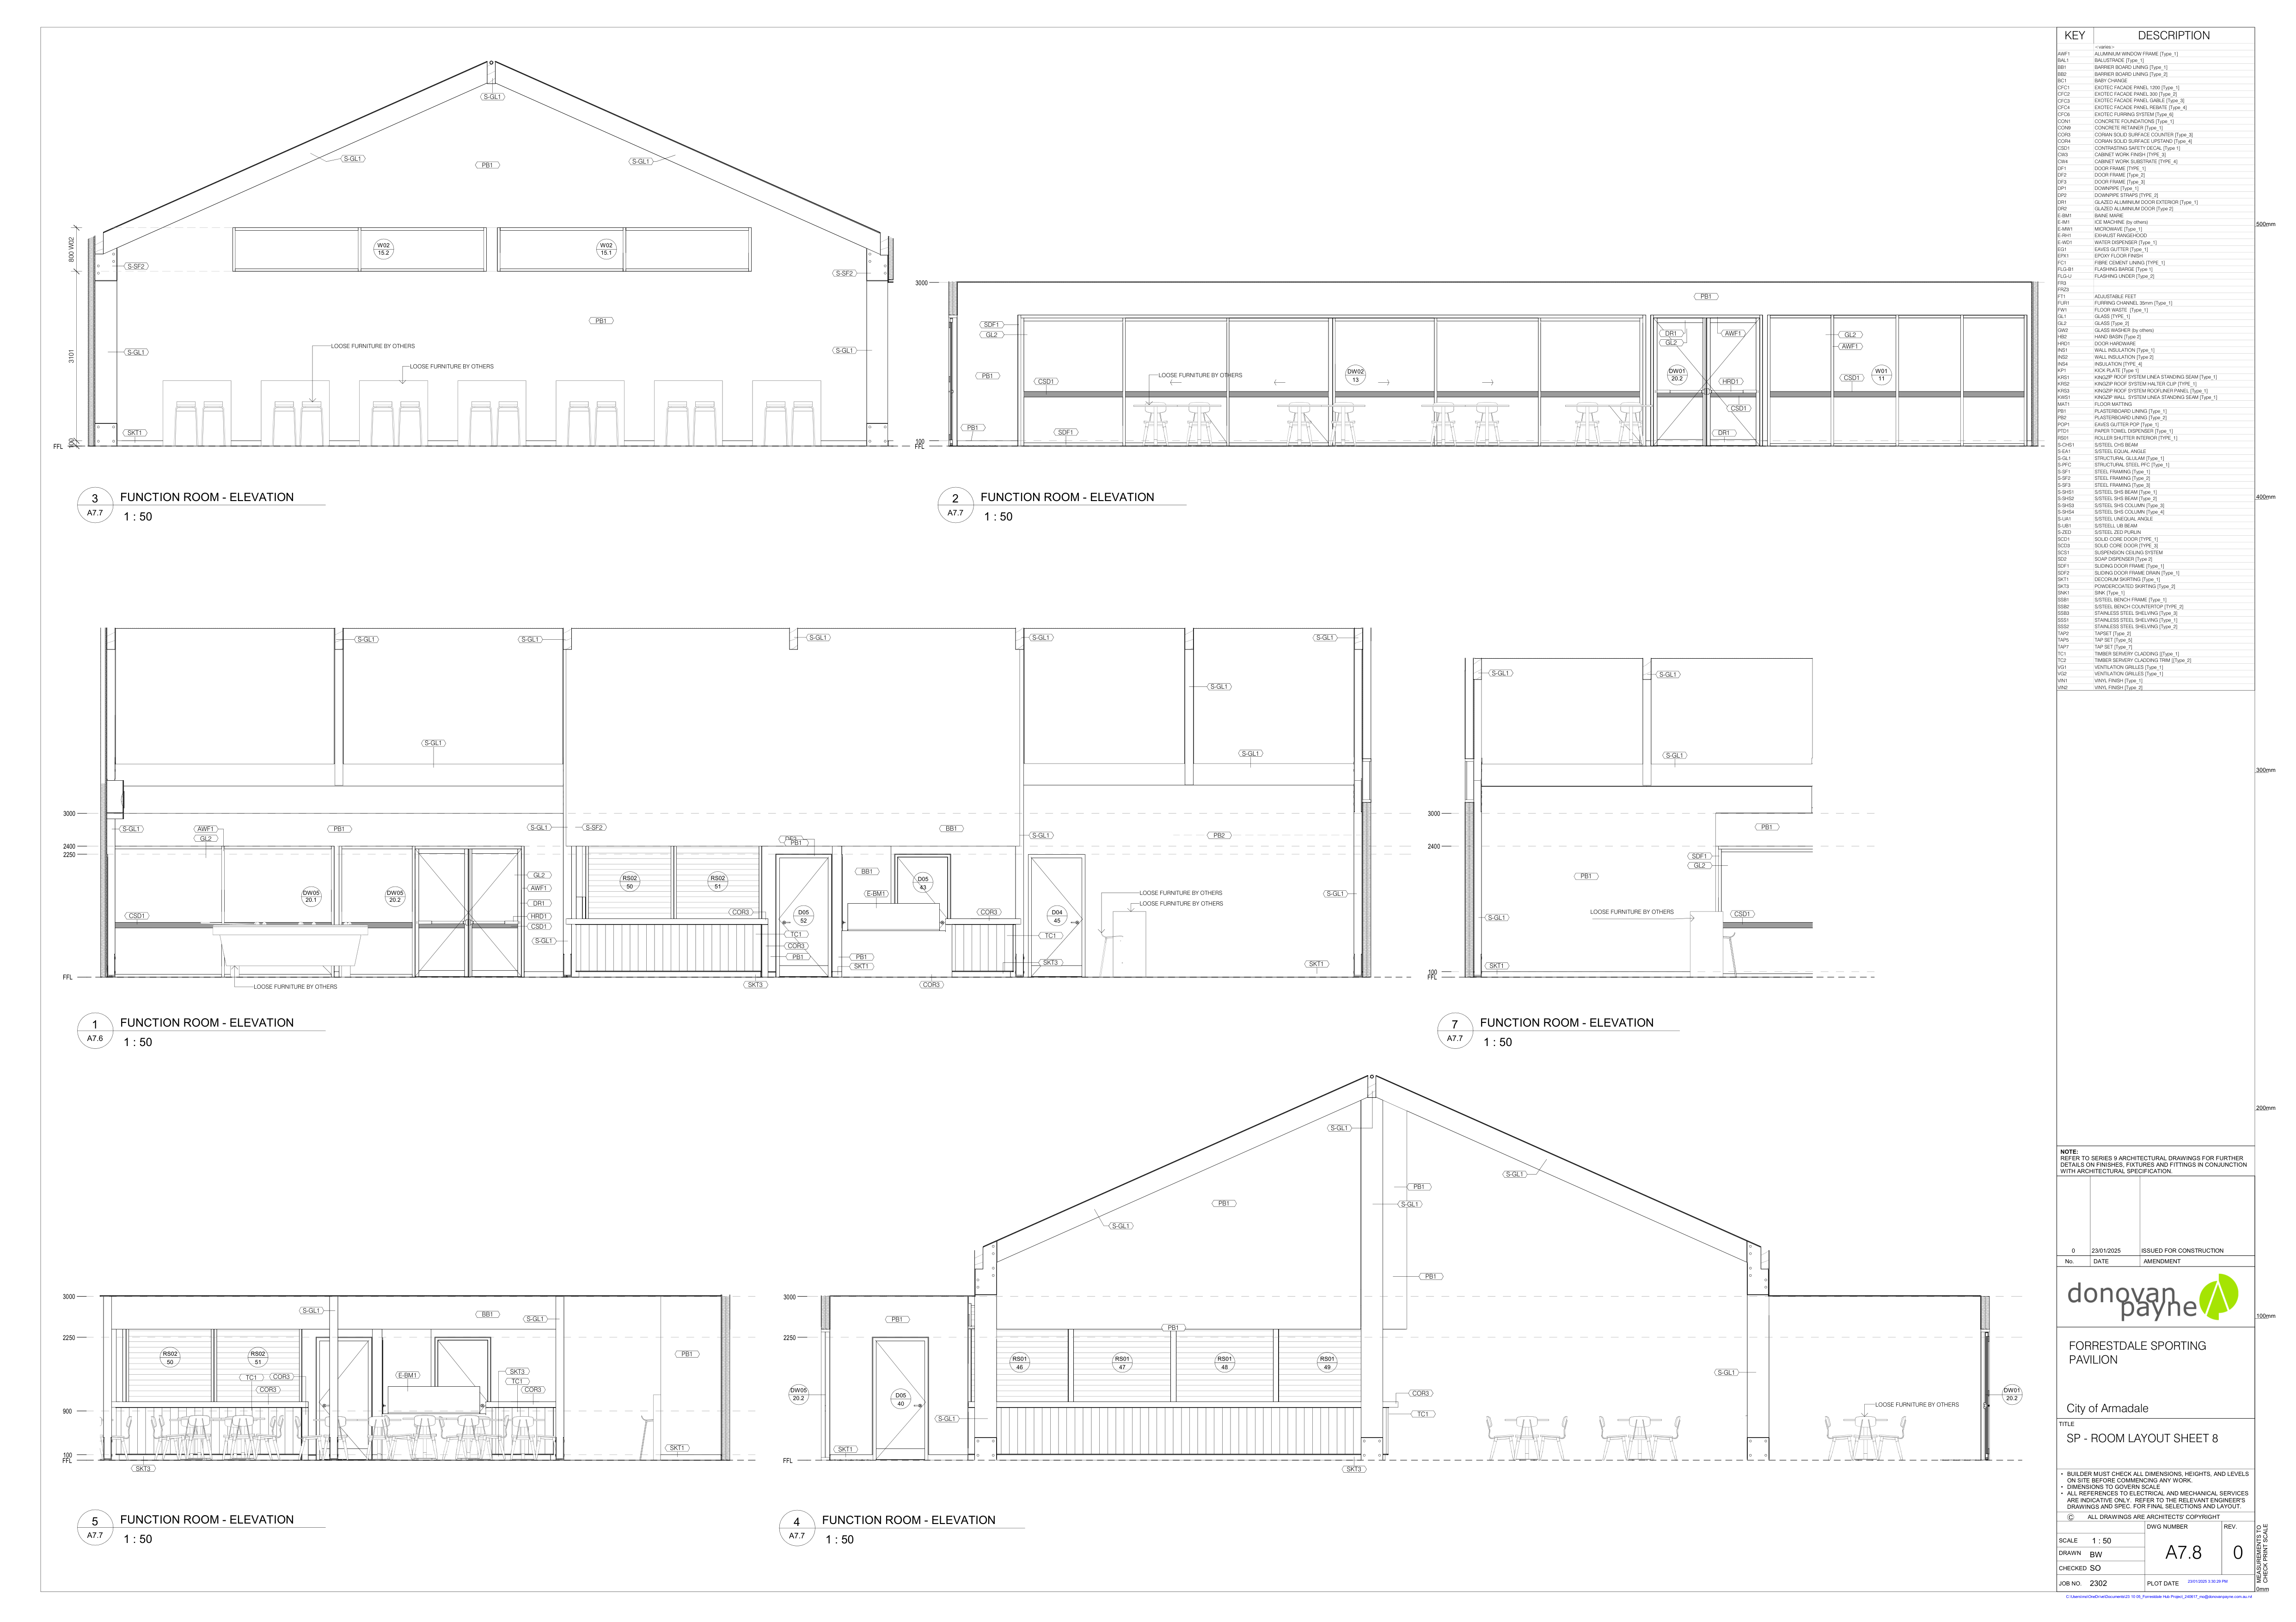 S-GL1
S-GL1
PB1
S-GL1
800 W02
W02
15.2
W02
15.1
S-SF2
S-SF2
PB1
3101
S-GL1
LOOSE FURNITURE BY OTHERS
S-GL1
LOOSE FURNITURE BY OTHERS
SKT1
100
FFL
3
A7.7
FUNCTION ROOM - ELEVATION
1 : 50
3000
PB1
SDF1
GL2
DR1
AWF1
GL2
GL2
AWF1
PB1
CSD1
LOOSE FURNITURE BY OTHERS
DW02
13
DW01
20.2
HRD1
CSD1
W01
11
CSD1
PB1
SDF1
DR1
100
FFL
2
A7.7
FUNCTION ROOM - ELEVATION
1 : 50
S-GL1
S-GL1
S-GL1
S-GL1
S-GL1
S-GL1
S-GL1
S-GL1
3000
S-GL1
AWF1
GL2
PB1
S-GL1
S-SF2
PB1
BB1
S-GL1
PB2
2400
2250
DW05
20.1
DW05
20.2
GL2
AWF1
DR1
HRD1
CSD1
S-GL1
CSD1
RS02
50
RS02
51
COR3
D05
52
TC1
COR3
PB1
BB1
E-BM1
D05
43
COR3
PB1
SKT1
TC1
SKT3
D04
45
LOOSE FURNITURE BY OTHERS
LOOSE FURNITURE BY OTHERS
S-GL1
SKT1
FFL
LOOSE FURNITURE BY OTHERS
SKT3
COR3
1
A7.6
FUNCTION ROOM - ELEVATION
1 : 50
S-GL1
S-GL1
S-GL1
3000
PB1
2400
SDF1
GL2
PB1
LOOSE FURNITURE BY OTHERS
S-GL1
CSD1
SKT1
100
FFL
7
A7.7
FUNCTION ROOM - ELEVATION
1 : 50
3000
S-GL1
BB1
S-GL1
2250
RS02
50
RS02
51
PB1
TC1
COR3
COR3
E-BM1
SKT3
TC1
COR3
900
100
FFL
SKT1
SKT3
5
A7.7
FUNCTION ROOM - ELEVATION
1 : 50
S-GL1
S-GL1
PB1
PB1
S-GL1
S-GL1
PB1
3000
PB1
PB1
2250
RS01
46
RS01
47
RS01
48
RS01
49
DW05
20.2
D05
40
S-GL1
COR3
TC1
S-GL1
LOOSE FURNITURE BY OTHERS
DW01
20.2
SKT1
FFL
SKT3
4
A7.7
FUNCTION ROOM - ELEVATION
1 : 50
KEY DESCRIPTION
<varies>
AWF1 ALUMINIUM WINDOW FRAME [Type_1]
BAL1 BALUSTRADE [Type_1]
BB1 BARRIER BOARD LINING [Type_1]
BB2 BARRIER BOARD LINING [Type_2]
BC1 BABY CHANGE
CFC1 EXOTEC FACADE PANEL 1200 [Type_1]
CFC2 EXOTEC FACADE PANEL 300 [Type_2]
CFC3 EXOTEC FACADE PANEL GABLE [Type_3]
CFC4 EXOTEC FACADE PANEL REBATE [Type_4]
CFC6 EXOTEC FURRING SYSTEM [Type_6]
CON1 CONCRETE FOUNDATIONS [Type_1]
CON9 CONCRETE RETAINER [Type_1]
COR3 CORIAN SOLID SURFACE COUNTER [Type_3]
COR4 CORIAN SOLID SURFACE UPSTAND [Type_4]
CSD1 CONTRASTING SAFETY DECAL [Type 1]
CW3 CABINET WORK FINISH [TYPE_3]
CW4 CABINET WORK SUBSTRATE [TYPE_4]
DF1 DOOR FRAME [TYPE_1]
DF2 DOOR FRAME [Type_2]
DF3 DOOR FRAME [Type_3]
DP1 DOWNPIPE [Type_1]
DP2 DOWNPIPE STRAPS [TYPE_2]
DR1 GLAZED ALUMINIUM DOOR EXTERIOR [Type_1]
DR2 GLAZED ALUMINIUM DOOR [Type 2]
E-BM1 BAINE MARIE
E-IM1 ICE MACHINE (by others)
E-MW1 MICROWAVE [Type_1]
E-RH1 EXHAUST RANGEHOOD
E-WD1 WATER DISPENSER [Type_1]
EG1 EAVES GUTTER [Type_1]
EPX1 EPOXY FLOOR FINISH
FC1 FIBRE CEMENT LINING [TYPE_1]
FLG-B1 FLASHING BARGE [Type 1]
FLG-U FLASHING UNDER [Type_2]
FR3
FRZ3
FT1 ADJUSTABLE FEET
FUR1 FURRING CHANNEL 35mm [Type_1]
FW1 FLOOR WASTE [Type_1]
GL1 GLASS [TYPE_1]
GL2 GLASS [Type_2]
GW2 GLASS WASHER (by others)
HB2 HAND BASIN [Type 2]
HRD1 DOOR HARDWARE
INS1 WALL INSULATION [Type_1]
INS2 WALL INSULATION [Type 2]
INS4 INSULATION [TYPE_4]
KP1 KICK PLATE [Type 1]
KRS1 KINGZIP ROOF SYSTEM LINEA STANDING SEAM [Type_1]
KRS2 KINGZIP ROOF SYSTEM HALTER CLIP [TYPE_1]
KRS3 KINGZIP ROOF SYSTEM ROOFLINER PANEL [Type_1]
KWS1 KINGZIP WALL SYSTEM LINEA STANDING SEAM [Type_1]
MAT1 FLOOR MATTING
PB1 PLASTERBOARD LINING [Type_1]
PB2 PLASTERBOARD LINING [Type_2]
POP1 EAVES GUTTER POP [Type_1]
PTD1 PAPER TOWEL DISPENSER [Type_1]
RS01 ROLLER SHUTTER INTERIOR [TYPE_1]
S-CHS1 S/STEEL CHS BEAM
S-EA1 S/STEEL EQUAL ANGLE
S-GL1 STRUCTURAL GLULAM [Type_1]
S-PFC STRUCTURAL STEEL PFC [Type_1]
S-SF1 STEEL FRAMING [Type_1]
S-SF2 STEEL FRAMING [Type_2]
S-SF3 STEEL FRAMING [Type_3]
S-SHS1 S/STEEL SHS BEAM [Type_1]
S-SHS2 S/STEEL SHS BEAM [Type_2]
S-SHS3 S/STEEL SHS COLUMN [Type_3]
S-SHS4 S/STEEL SHS COLUMN [Type_4]
S-UA1 S/STEEL UNEQUAL ANGLE
S-UB1 S/STEELL UB BEAM
S-ZED S/STEEL ZED PURLIN
SCD1 SOLID CORE DOOR [TYPE_1]
SCD3 SOLID CORE DOOR [TYPE_3]
SCS1 SUSPENSION CEILING SYSTEM
SD2 SOAP DISPENSER [Type 2]
SDF1 SLIDING DOOR FRAME [Type_1]
SDF2 SLIDING DOOR FRAME DRAIN [Type_1]
SKT1 DECORUM SKIRTING [Type_1]
SKT3 POWDERCOATED SKIRTING [Type_2]
SNK1 SINK [Type_1]
SSB1 S/STEEL BENCH FRAME [Type_1]
SSB2 S/STEEL BENCH COUNTERTOP [TYPE_2]
SSB3 STAINLESS STEEL SHELVING [Type_3]
SSS1 STAINLESS STEEL SHELVING [Type_1]
SSS2 STAINLESS STEEL SHELVING [Type_2]
TAP2 TAPSET [Type_2]
TAP5 TAP SET [Type_5]
TAP7 TAP SET [Type_7]
TC1 TIMBER SERVERY CLADDING [[Type_1]
TC2 TIMBER SERVERY CLADDING TRIM [[Type_2]
VG1 VENTILATION GRILLES [Type_1]
VG2 VENTILATION GRILLES [Type_1]
VIN1 VINYL FINISH [Type_1]
VIN2 VINYL FINISH [Type_2]
500mm
400mm
300mm
200mm
100mm
0mm
NOTE:
REFER TO SERIES 9 ARCHITECTURAL DRAWINGS FOR FURTHER
DETAILS ON FINISHES, FIXTURES AND FITTINGS IN CONJUNCTION
WITH ARCHITECTURAL SPECIFICATION.
0 23/01/2025 ISSUED FOR CONSTRUCTION
No. DATE AMENDMENT
donovan
payne
FORRESTDALE SPORTING
PAVILION
City of Armadale
TITLE
SP - ROOM LAYOUT SHEET 8
• BUILDER MUST CHECK ALL DIMENSIONS, HEIGHTS, AND LEVELS
ON SITE BEFORE COMMENCING ANY WORK.
• DIMENSIONS TO GOVERN SCALE
• ALL REFERENCES TO ELECTRICAL AND MECHANICAL SERVICES
ARE INDICATIVE ONLY. REFER TO THE RELEVANT ENGINEER'S
DRAWINGS AND SPEC. FOR FINAL SELECTIONS AND LAYOUT.
© ALL DRAWINGS ARE ARCHITECTS' COPYRIGHT
DWG NUMBER REV.
SCALE 1 : 50
DRAWN BW
A7.8 0
CHECKED SO
JOB NO. 2302
PLOT DATE 23/01/2025 3:30:29 PM
MEASUREMENTS TO
CHECK PRINT SCALE